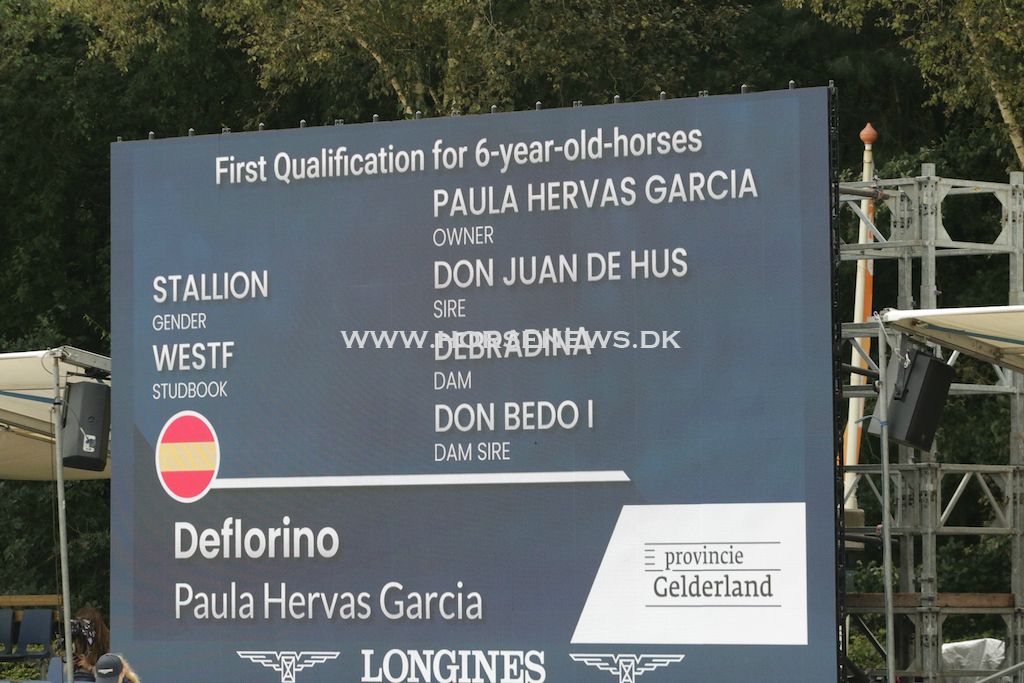 First Qualification for 6-year-old-horses
PAULA HERVAS GARCIA
OWNER
DON JUAN DE HUS
SIRE
STALLION
GENDER
WWW.HORSENEWS.DK
DEBRADINA
DAM
WESTF
STUDBOOK
DON BEDO I
DAM SIRE
Deflorino
Paula Hervas Garcia
provincie
Gelderland
LONGINES